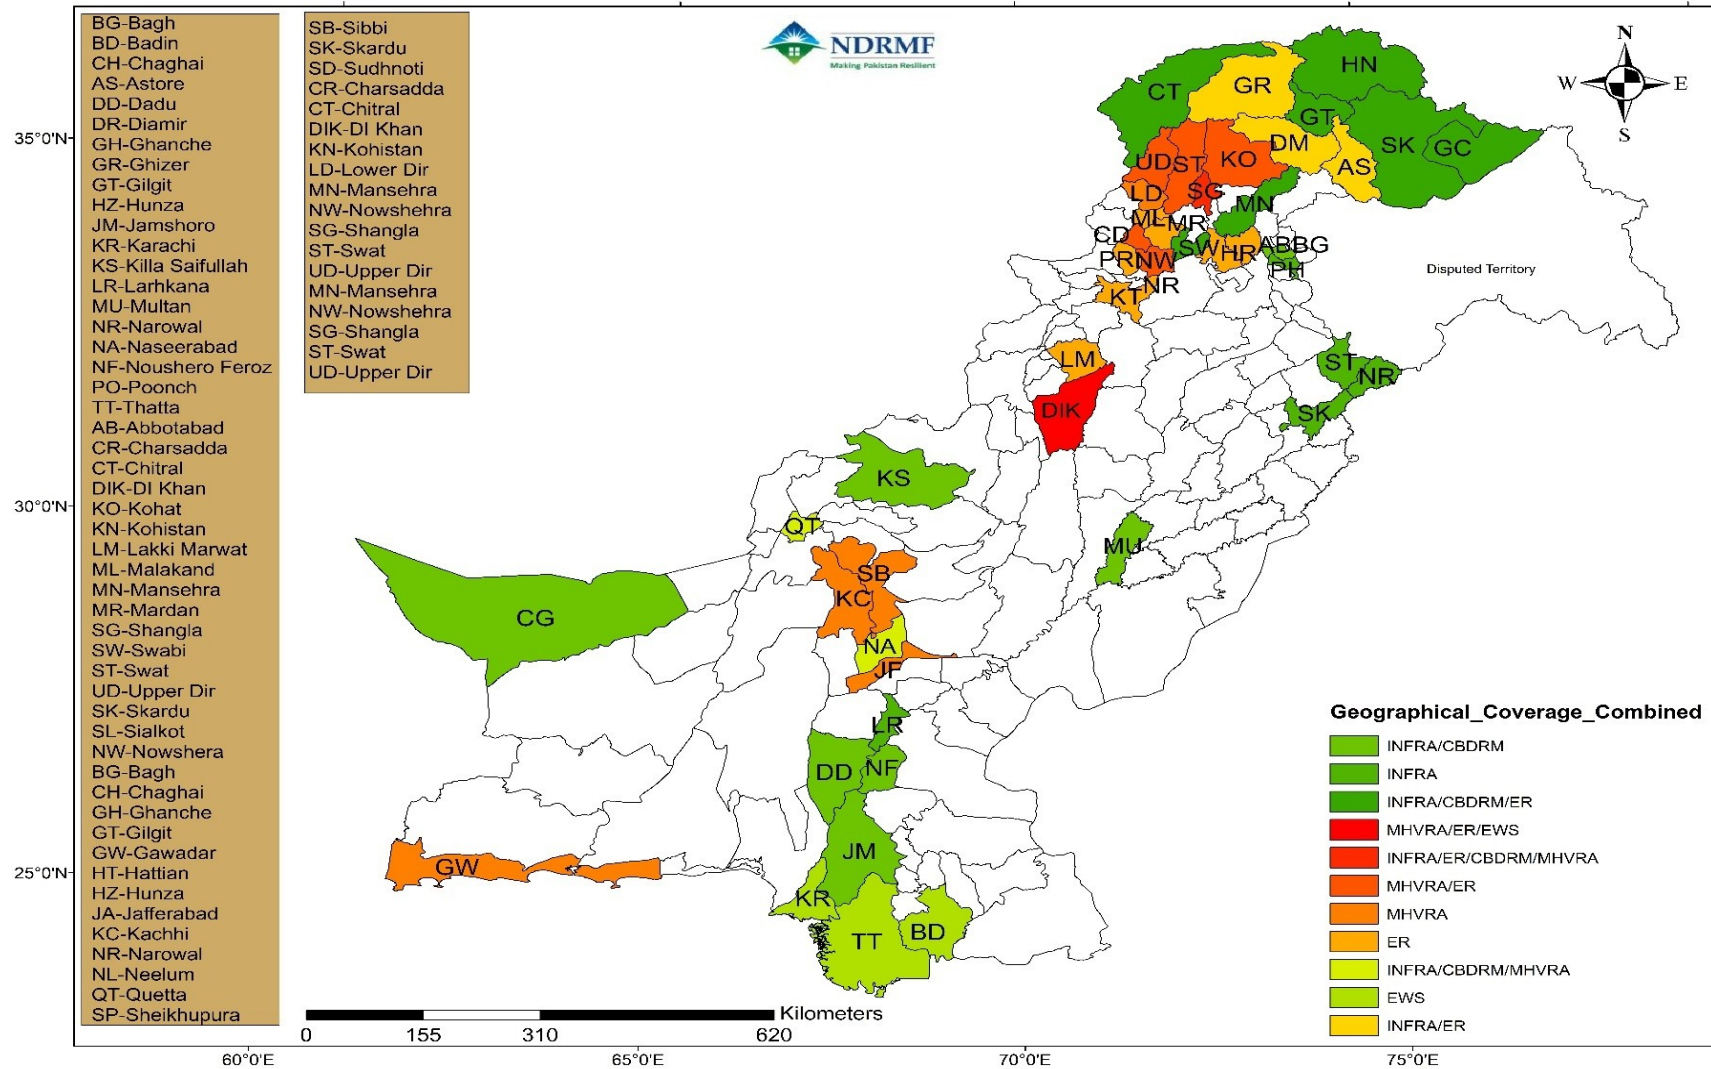 BG-Bagh
BD-Badin
CH-Chaghai
AS-Astore
DD-Dadu
DR-Diamir
GH-Ghanche
GR-Ghizer
GT-Gilgit
HZ-Hunza
JM-Jamshoro
KR-Karachi
KS-Killa Saifullah
LR-Larhkana
MU-Multan
NR-Narowal
NA-Naseerabad
NF-Noushero Feroz
PO-Poonch
TT-Thatta
AB-Abbotabad
CR-Charsadda
CT-Chitral
DIK-DI Khan
KO-Kohat
KN-Kohistan
LM-Lakki Marwat
ML-Malakand
MN-Mansehra
MR-Mardan
SG-Shangla
SW-Swabi
ST-Swat
UD-Upper Dir
SK-Skardu
SL-Sialkot
NW-Nowshera
BG-Bagh
CH-Chaghai
GH-Ghanche
GT-Gilgit
GW-Gawadar
HT-Hattian
HZ-Hunza
JA-Jafferabad
KC-Kachhi
NR-Narowal
NL-Neelum
QT-Quetta
SP-Sheikhupura
SB-Sibbi
SK-Skardu
SD-Sudhnoti
CR-Charsadda
CT-Chitral
DIK-DI Khan
KN-Kohistan
LD-Lower Dir
MN-Mansehra
NW-Nowshehra
SG-Shangla
ST-Swat
UD-Upper Dir
MN-Mansehra
NW-Nowshehra
SG-Shangla
ST-Swat
UD-Upper Dir
NDRMF
Making Pakistan Resilient
N
W E
S
35°0'N
30°0'N
25°0'N
HN
GR
CT
GT
DM
SK
GC
AS
UD
ST
KO
SG
LD
MN
ML
MR
CD
SW
HR
AB
BG
PR
NW
PH
NR
KT
Disputed Territory
LM
ST
NR
DIK
SK
KS
QT
MU
SB
KC
CG
NA
JF
LR
DD
NF
JM
GW
KR
TT
BD
Geographical_Coverage_Combined
INFRA/CBDRM
INFRA
INFRA/CBDRM/ER
MHVRA/ER/EWS
INFRA/ER/CBDRM/MHVRA
MHVRA/ER
MHVRA
ER
INFRA/CBDRM/MHVRA
EWS
INFRA/ER
Kilometers
0 155 310 620
60°0'E 65°0'E 70°0'E 75°0'E